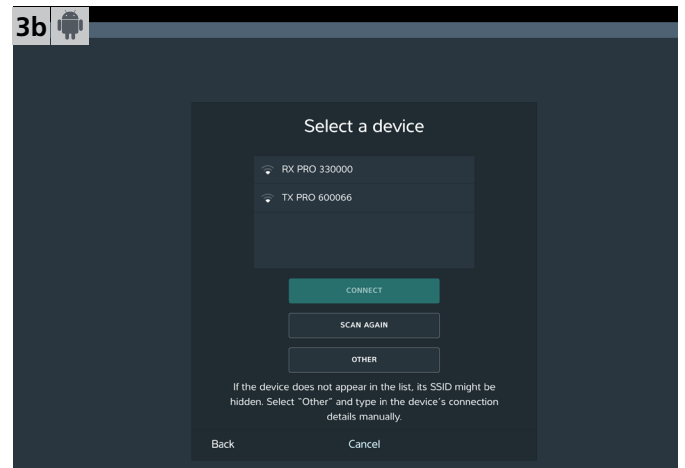 3b
Select a device
RX PRO 330000
TX PRO 600066
CONNECT
SCAN AGAIN
OTHER
If the device does not appear in the list, its SSID might be
hidden. Select "Other" and type in the device's connection
details manually.
Back Cancel